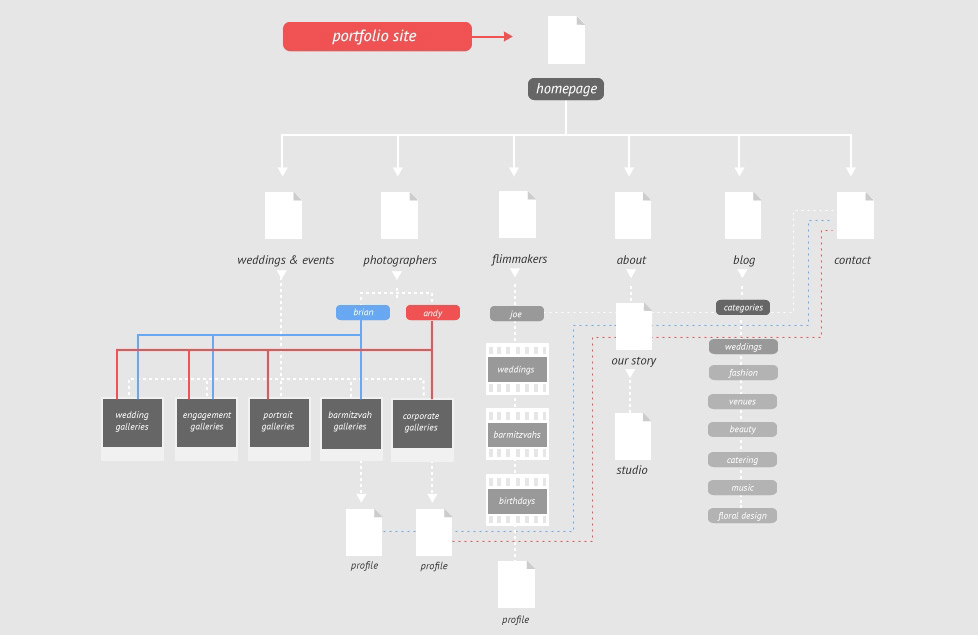 portfolio site
homepage
weddings & events
photographers
flimmakers
about
blog
contact
brian
andy
joe
categories
our story
studio
wedding
galleries
engagement
galleries
portrait
galleries
barmitzvah
galleries
corporate
galleries
weddings
barmitzvahs
birthdays
weddings
fashion
venues
beauty
catering
music
floral design
profile
profile
profile